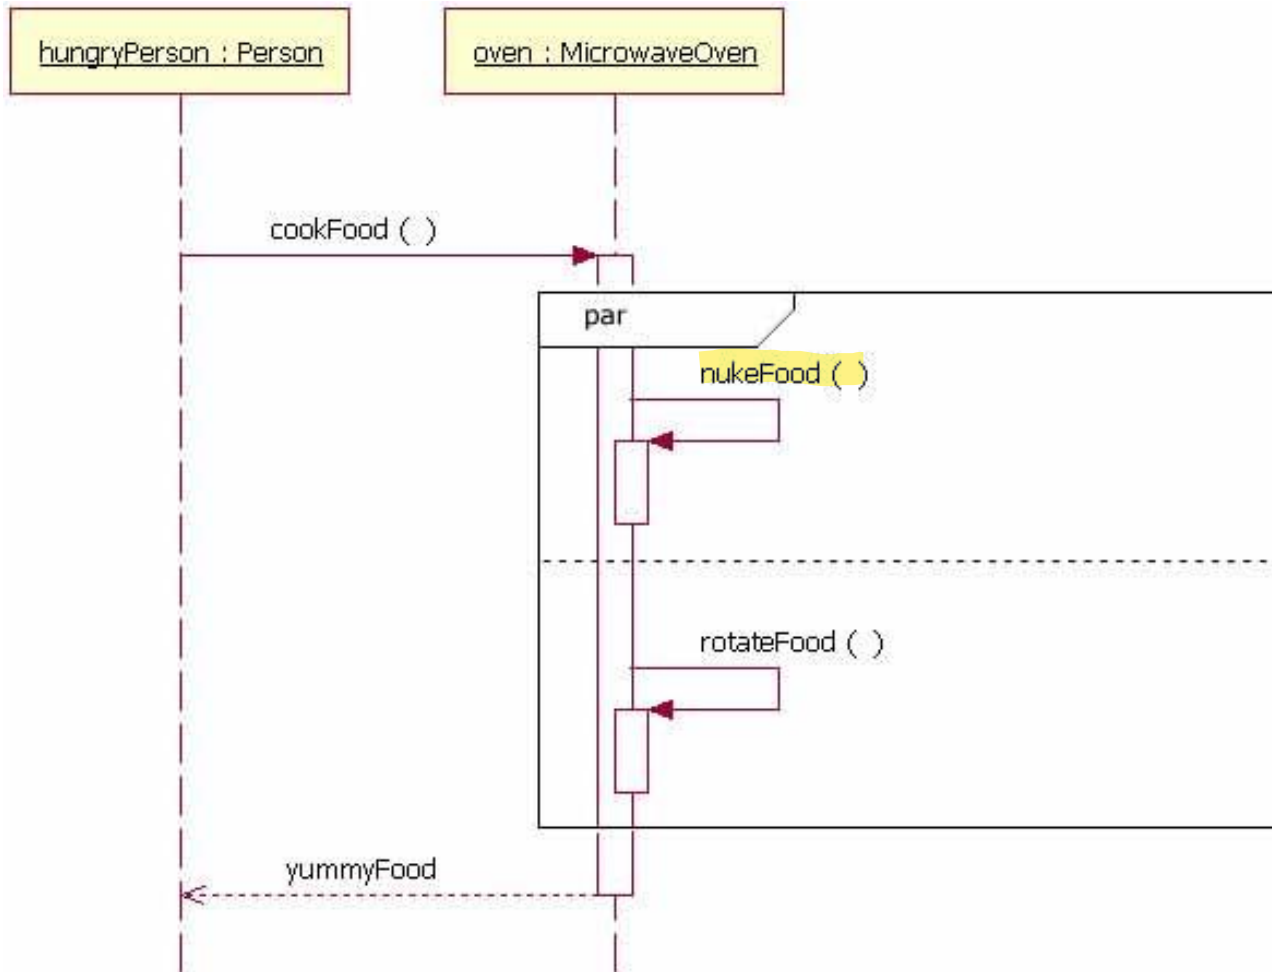 hungryPerson : Person
oven : MicrowaveOven
cookFood ( )
par
nukeFood ( )
rotateFood ( )
yummyFood